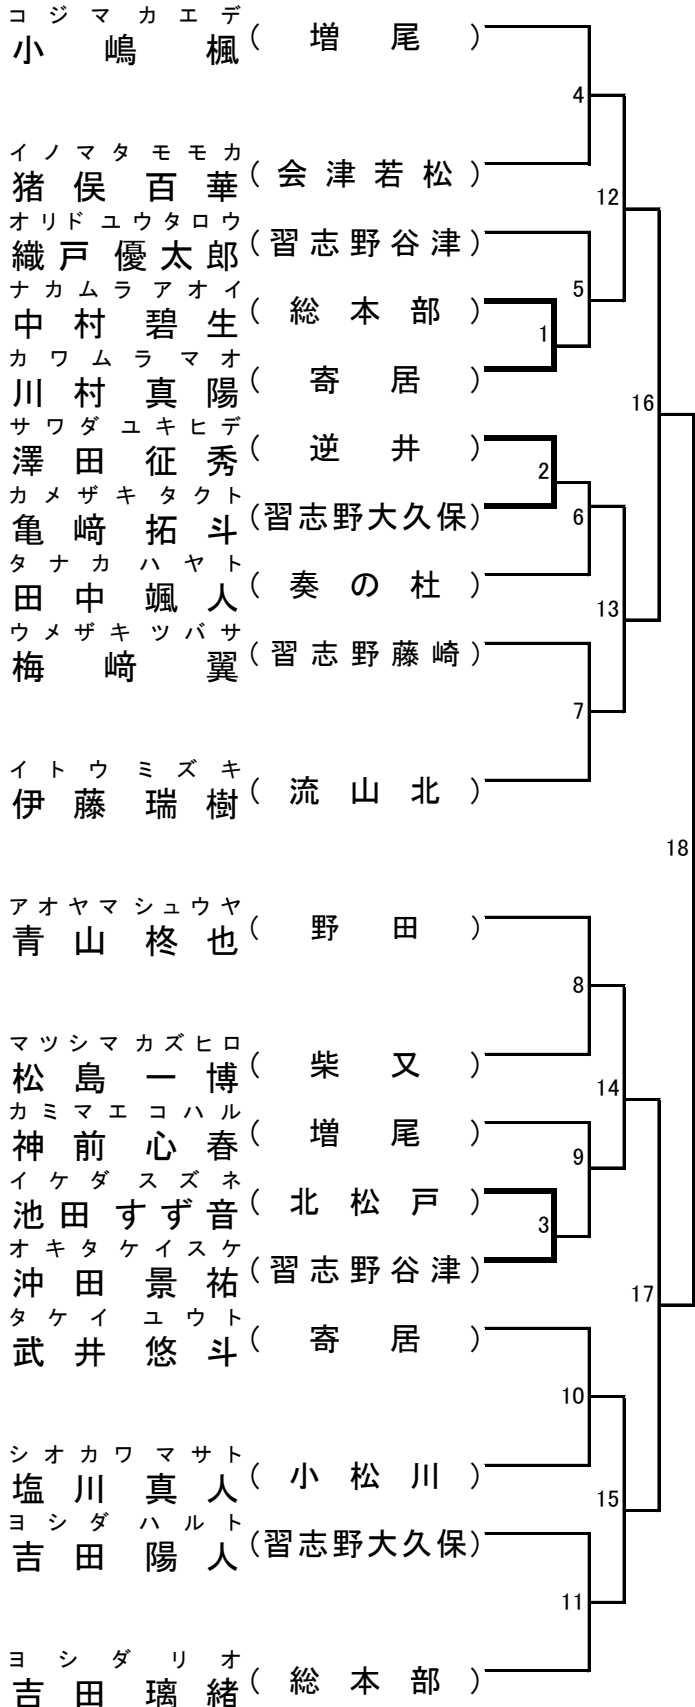 コジマカエデ
小嶋楓(増尾)
4
イノマタモモカ
猪俣百華(会津若松)
12
オリドユウタロウ
織戸優太郎(習志野谷津)
5
ナカムラアオイ
中村碧生(総本部)
1
カワムラマオ
川村真陽(寄居)
16
サワダユキヒデ
澤田征秀(逆井)
2
カメザキタクト
亀﨑拓斗(習志野大久保)
6
タナカハヤト
田中颯人(奏の杜)
13
ウメザキツバサ
梅﨑翼(習志野藤崎)
7
イトウミズキ
伊藤瑞樹(流山北)
18
アオヤマシュウヤ
青山柊也(野田)
8
マツシマカズヒロ
松島一博(柴又)
14
カミマエコハル
神前心春(増尾)
9
イケダスズネ
池田すず音(北松戸)
3
オキタケイスケ
沖田景祐(習志野谷津)
17
タケイユウト
武井悠斗(寄居)
10
シオカワマサト
塩川真人(小松川)
15
ヨシダハルト
吉田陽人(習志野大久保)
11
ヨシダリオ
吉田璃緒(総本部)